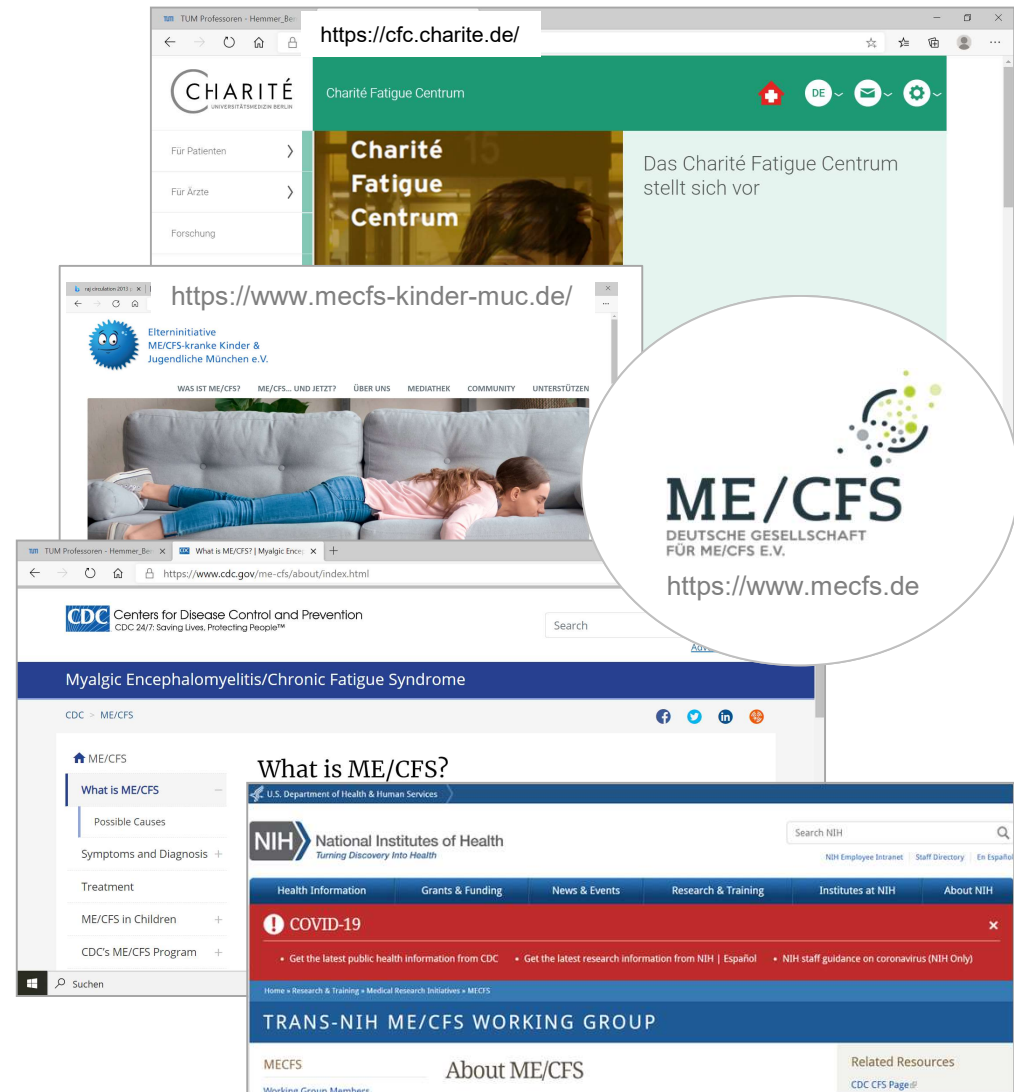 TUM Professoren - Hemmer_Be
https://cfc.charite.de/
CHARITÉ
UNIVERSITÄTSMEDIZIN BERLIN
Charité Fatigue Centrum
DE
Für Patienten
Für Ärzte
Forschung
Charité
Fatigue
Centrum
15
Das Charité Fatigue Centrum
stellt sich vor
raj circulation 2013
https://www.mecfs-kinder-muc.de/
Elterninitiative
ME/CFS-kranke Kinder &
Jugendliche München e.V.
WAS IST ME/CFS? ME/CFS... UND JETZT? ÜBER UNS MEDIATHEK COMMUNITY UNTERSTÜTZEN
ME/CFS
DEUTSCHE GESELLSCHAFT
FÜR ME/CFS E.V.
https://www.mecfs.de
TUM Professoren - Hemmer_Be What is ME/CFS? | Myalgic Ence
https://www.cdc.gov/me-cfs/about/index.html
CDC Centers for Disease Control and Prevention
CDC 24/7: Saving Lives, Protecting People™
Search
Myalgic Encephalomyelitis/Chronic Fatigue Syndrome
CDC > ME/CFS
ME/CFS
What is ME/CFS
Possible Causes
Symptoms and Diagnosis
Treatment
ME/CFS in Children
CDC's ME/CFS Program
What is ME/CFS?
Suchen
U.S. Department of Health & Human Services
NIH National Institutes of Health
Turning Discovery Into Health
Search NIH
NIH Employee Intranet | Staff Directory | En Español
Health Information Grants & Funding News & Events Research & Training Institutes at NIH About NIH
COVID-19
• Get the latest public health information from CDC • Get the latest research information from NIH | Español • NIH staff guidance on coronavirus (NIH Only)
Home » Research & Training » Medical Research Initiatives » MECFS
TRANS-NIH ME/CFS WORKING GROUP
MECFS
Working Group Members
About ME/CFS
Related Resources
CDC CFS Page